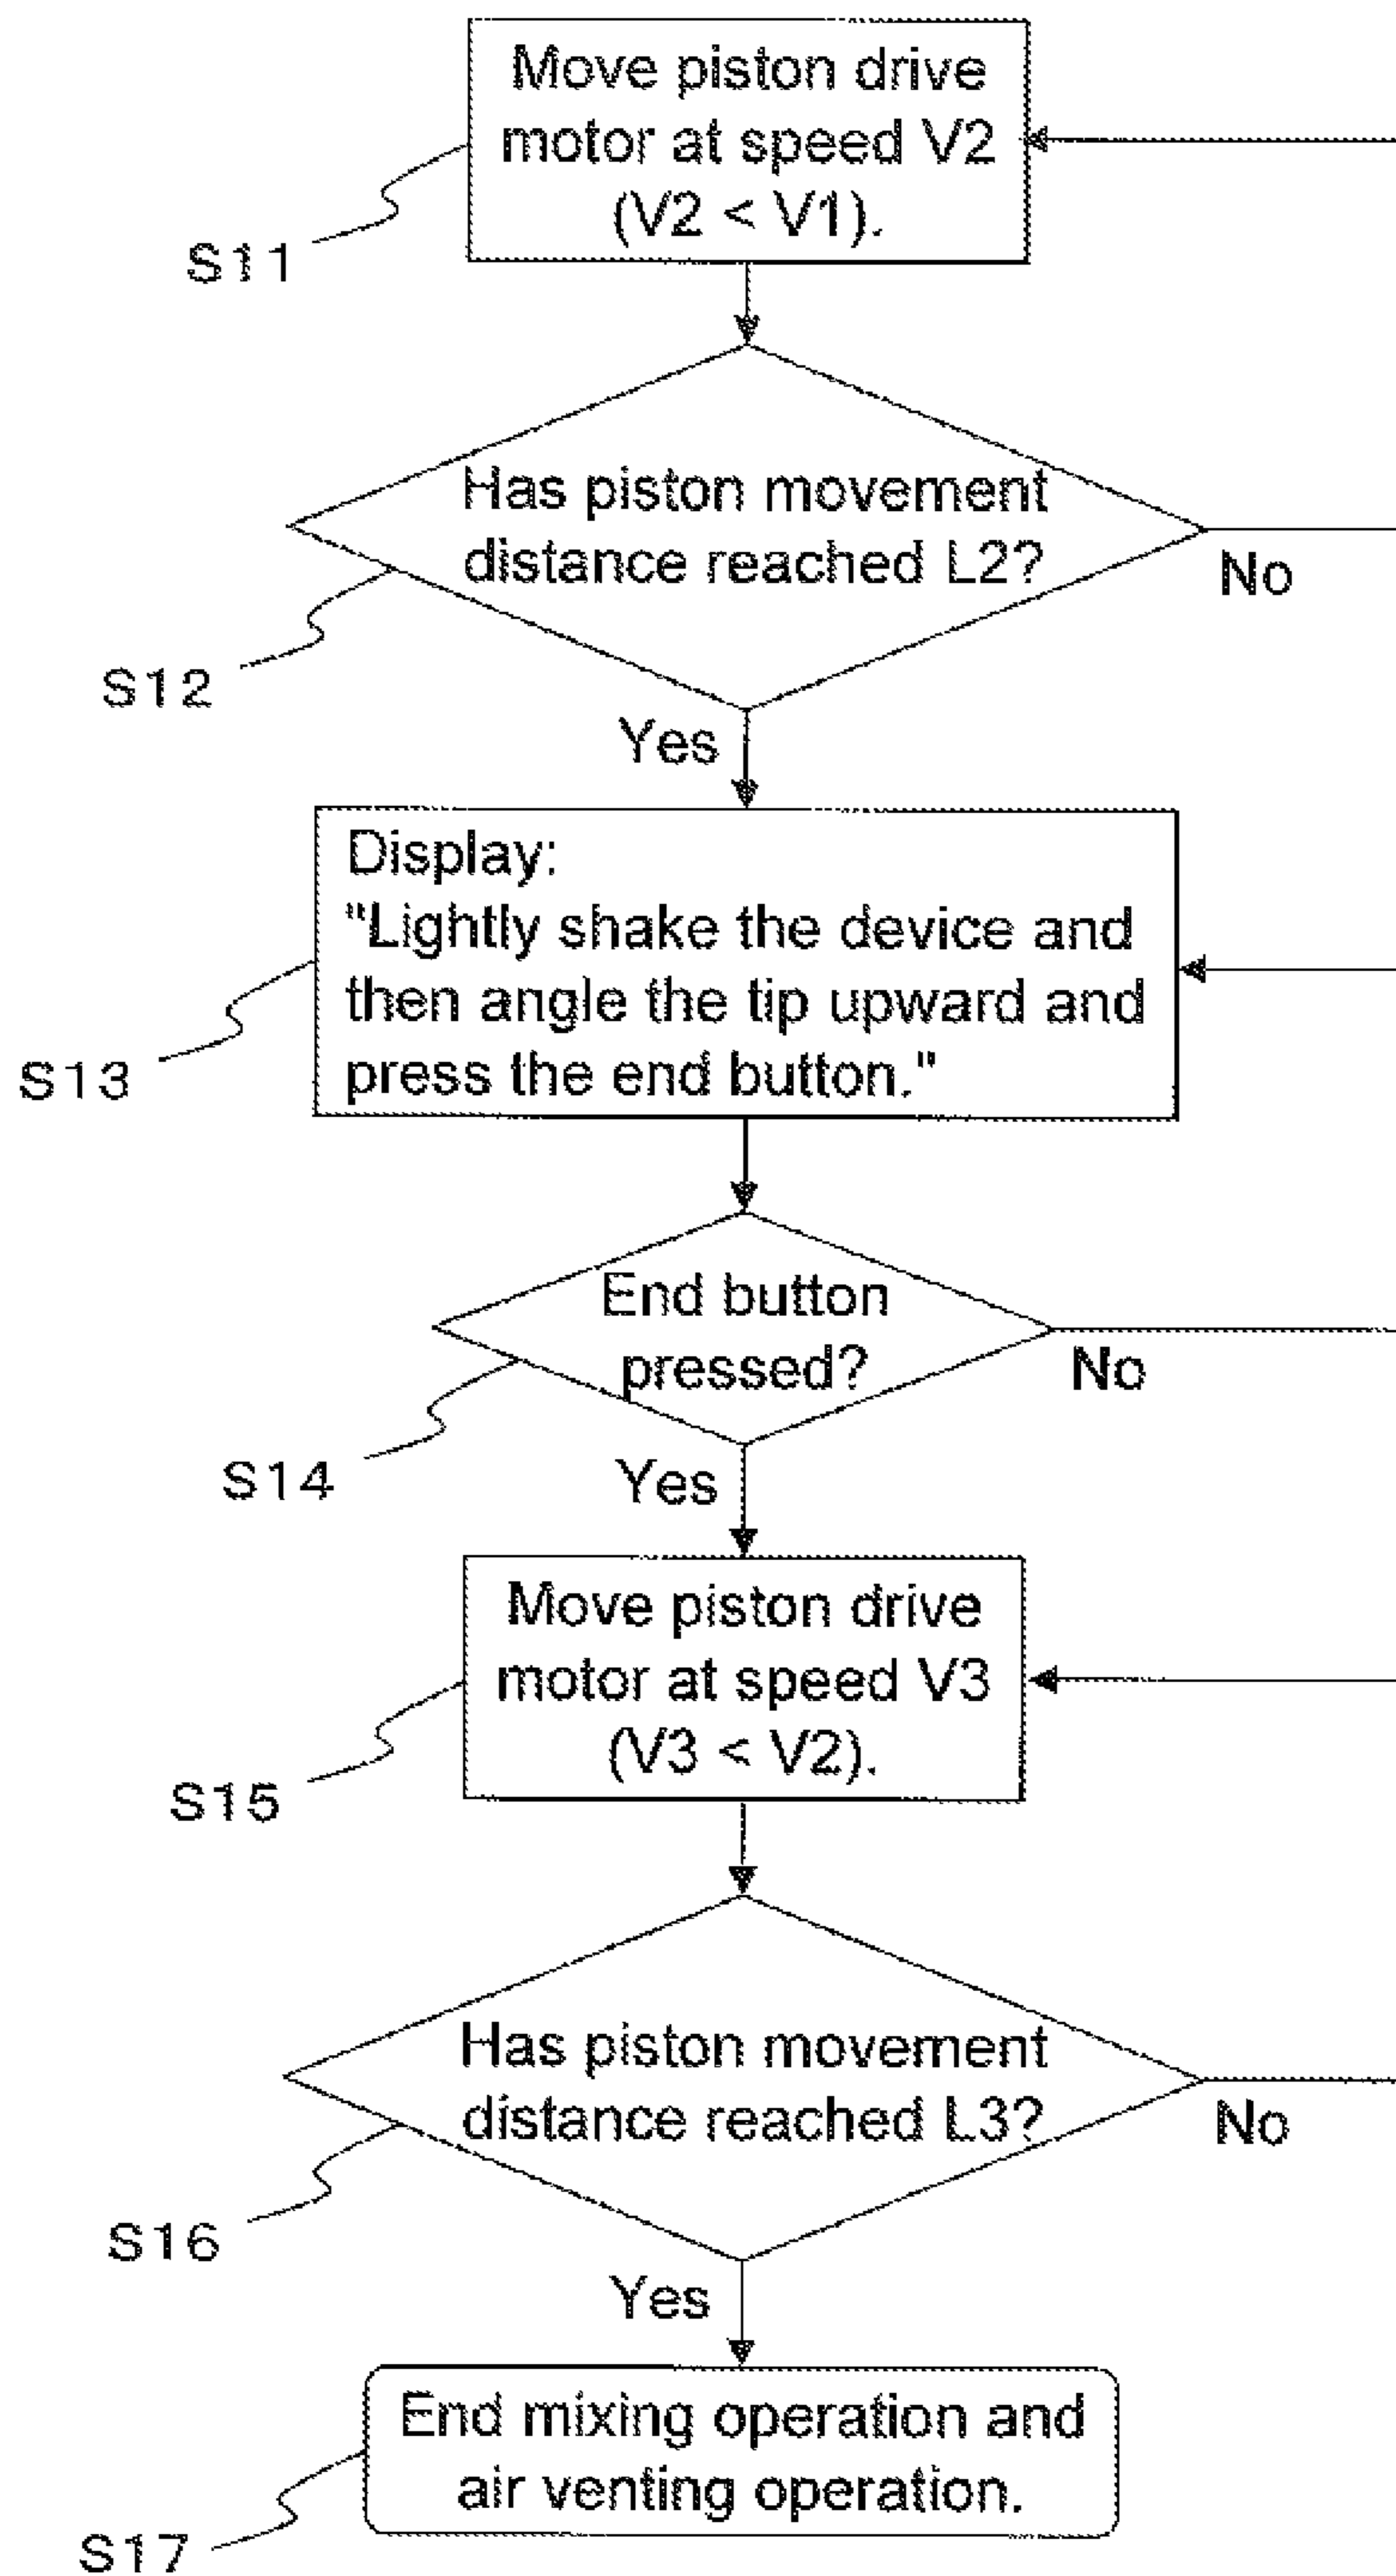 Move piston drive
motor at speed V2
(V2 < V1).
S11
Has piston movement
distance reached L2?
No
S12
Yes
Display:
"Lightly shake the device and
then angle the tip upward and
press the end button."
S13
End button
pressed?
No
S14
Yes
Move piston drive
motor at speed V3
(V3 < V2).
S15
Has piston movement
distance reached L3?
No
S16
Yes
End mixing operation and
air venting operation.
S17